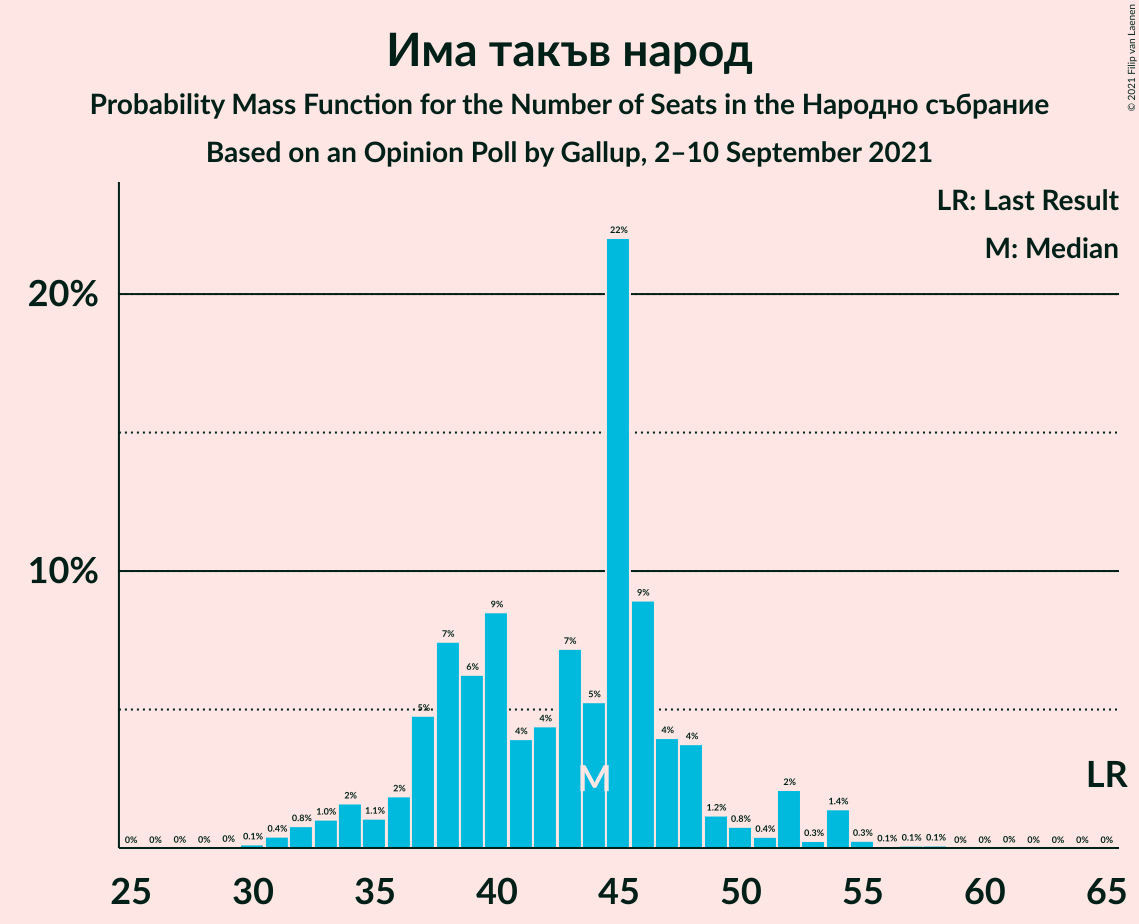 Има такъв народ
Probability Mass Function for the Number of Seats in the Народно събрание
Based on an Opinion Poll by Gallup, 2–10 September 2021
© 2021 Filip van Laenen
LR: Last Result
M: Median
20%
10%
0% 0% 0% 0% 0% 0.1% 0.4% 0.8% 1.0% 2% 1.1% 2% 5% 7% 6% 9% 4% 4% 7% 5% 22% 9% 4% 4% 1.2% 0.8% 0.4% 2% 0.3% 1.4% 0.3% 0.1% 0.1% 0.1% 0% 0% 0% 0% 0% 0% 0%
M
LR
25 30 35 40 45 50 55 60 65